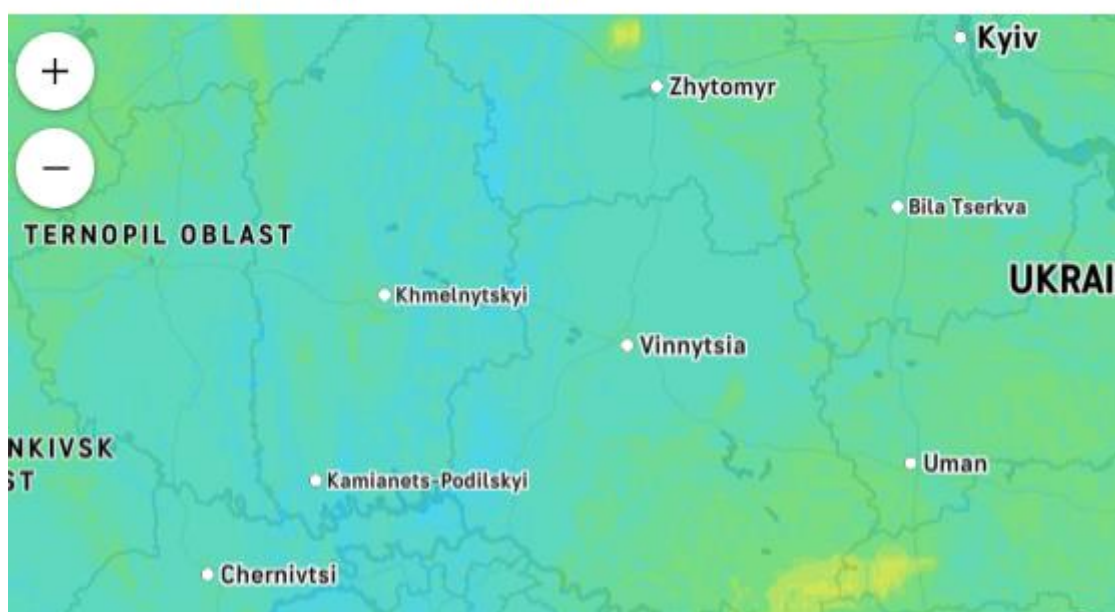 +
Kyiv
Zhytomyr
−
Bila Tserkva
TERNOPIL OBLAST
UKRAI
Khmelnytskyi
Vinnytsia
NKIVSK
ST
Uman
Kamianets-Podilskyi
Chernivtsi